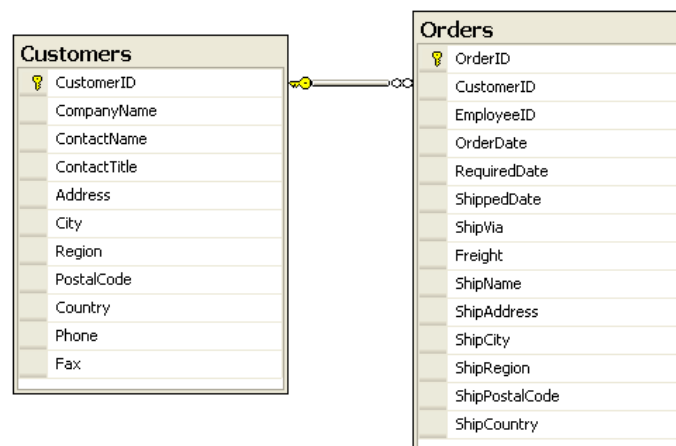 Customers
CustomerID
CompanyName
ContactName
ContactTitle
Address
City
Region
PostalCode
Country
Phone
Fax
Orders
OrderID
CustomerID
EmployeeID
OrderDate
RequiredDate
ShippedDate
ShipVia
Freight
ShipName
ShipAddress
ShipCity
ShipRegion
ShipPostalCode
ShipCountry